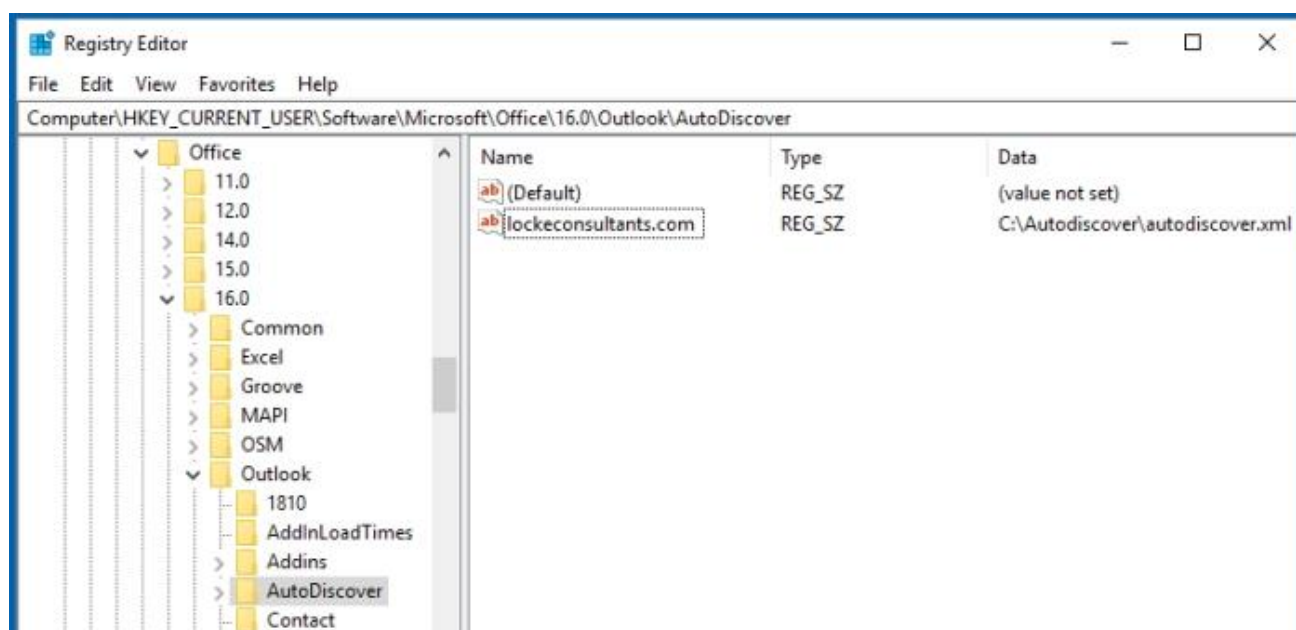 Registry Editor
File Edit View Favorites Help
Computer\HKEY_CURRENT_USER\Software\Microsoft\Office\16.0\Outlook\AutoDiscover
Office
11.0
12.0
14.0
15.0
16.0
Common
Excel
Groove
MAPI
OSM
Outlook
1810
AddInLoadTimes
Addins
AutoDiscover
Contact
Name Type Data
ab (Default) REG_SZ (value not set)
ab lockeconsultants.com REG_SZ C:\Autodiscover\autodiscover.xml